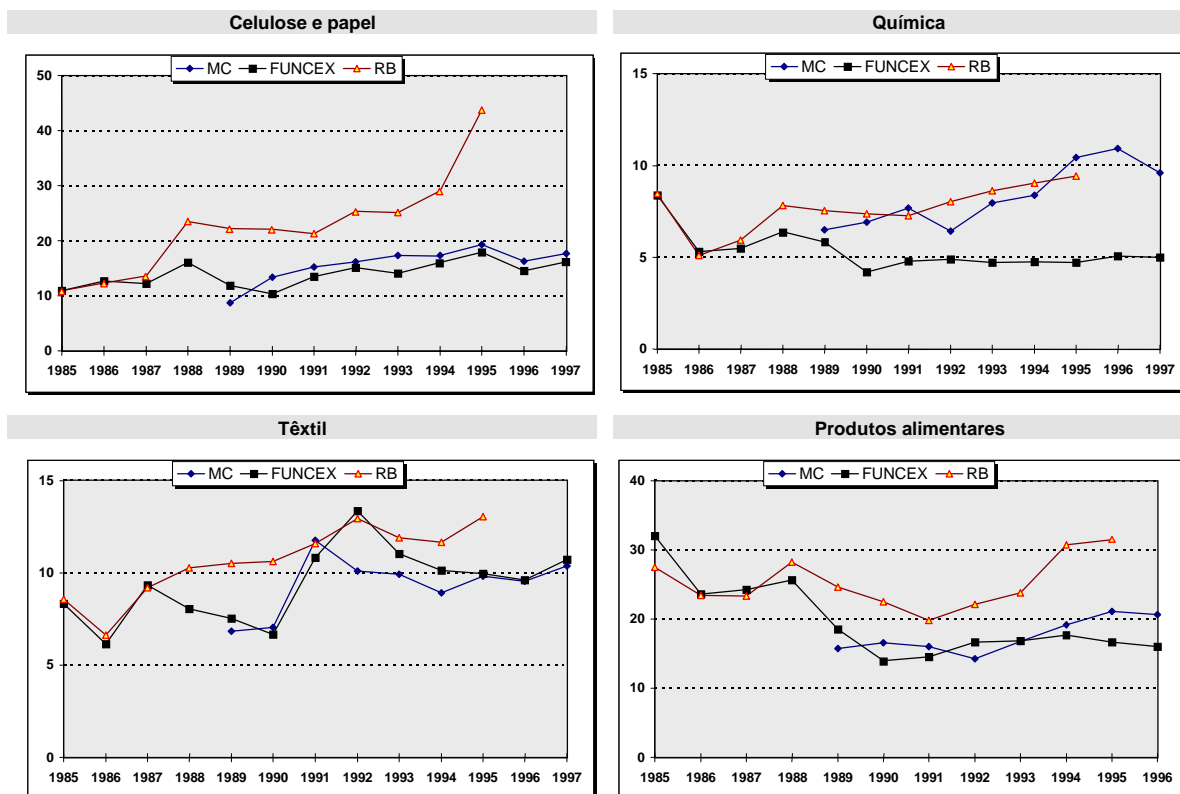 Celulose e papel
MC FUNCEX RB
50
40
30
20
10
0
1985 1986 1987 1988 1989 1990 1991 1992 1993 1994 1995 1996 1997
Química
MC FUNCEX RB
15
10
5
0
1985 1986 1987 1988 1989 1990 1991 1992 1993 1994 1995 1996 1997
Têxtil
MC FUNCEX RB
15
10
5
0
1985 1986 1987 1988 1989 1990 1991 1992 1993 1994 1995 1996 1997
Produtos alimentares
MC FUNCEX RB
40
30
20
10
0
1985 1986 1987 1988 1989 1990 1991 1992 1993 1994 1995 1996